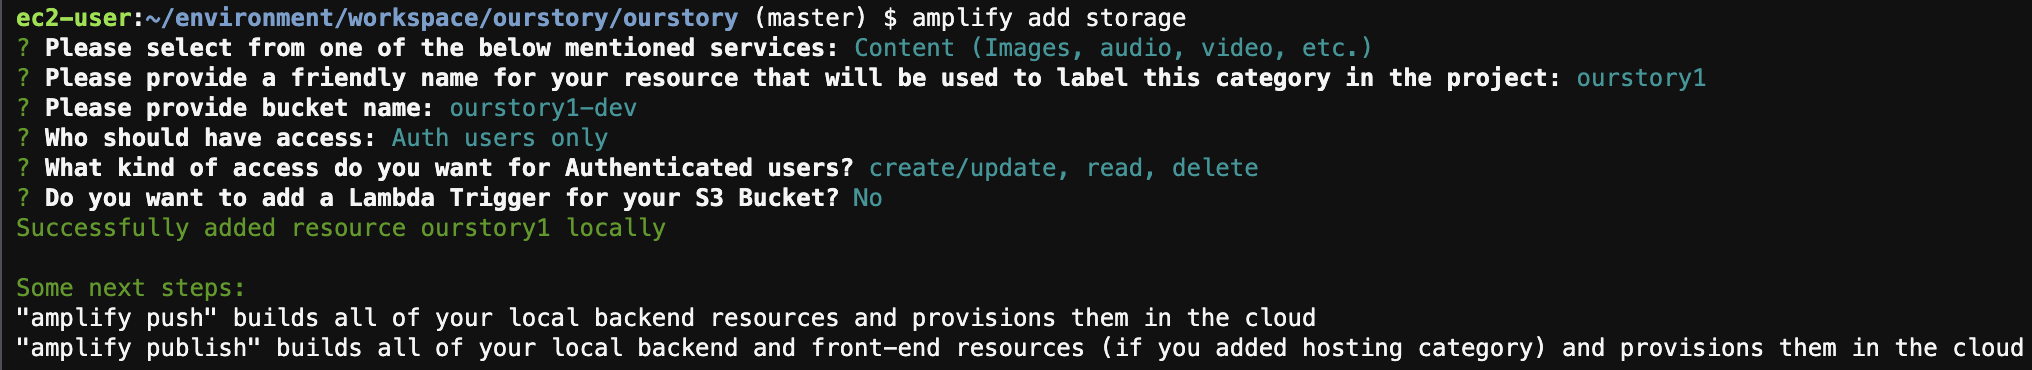 ec2-user:~/environment/workspace/ourstory/ourstory (master) $ amplify add storage
? Please select from one of the below mentioned services: Content (Images, audio, video, etc.)
? Please provide a friendly name for your resource that will be used to label this category in the project: ourstory1
? Please provide bucket name: ourstory1-dev
? Who should have access: Auth users only
? What kind of access do you want for Authenticated users? create/update, read, delete
? Do you want to add a Lambda Trigger for your S3 Bucket? No
Successfully added resource ourstory1 locally
Some next steps:
"amplify push" builds all of your local backend resources and provisions them in the cloud
"amplify publish" builds all of your local backend and front-end resources (if you added hosting category) and provisions them in the cloud